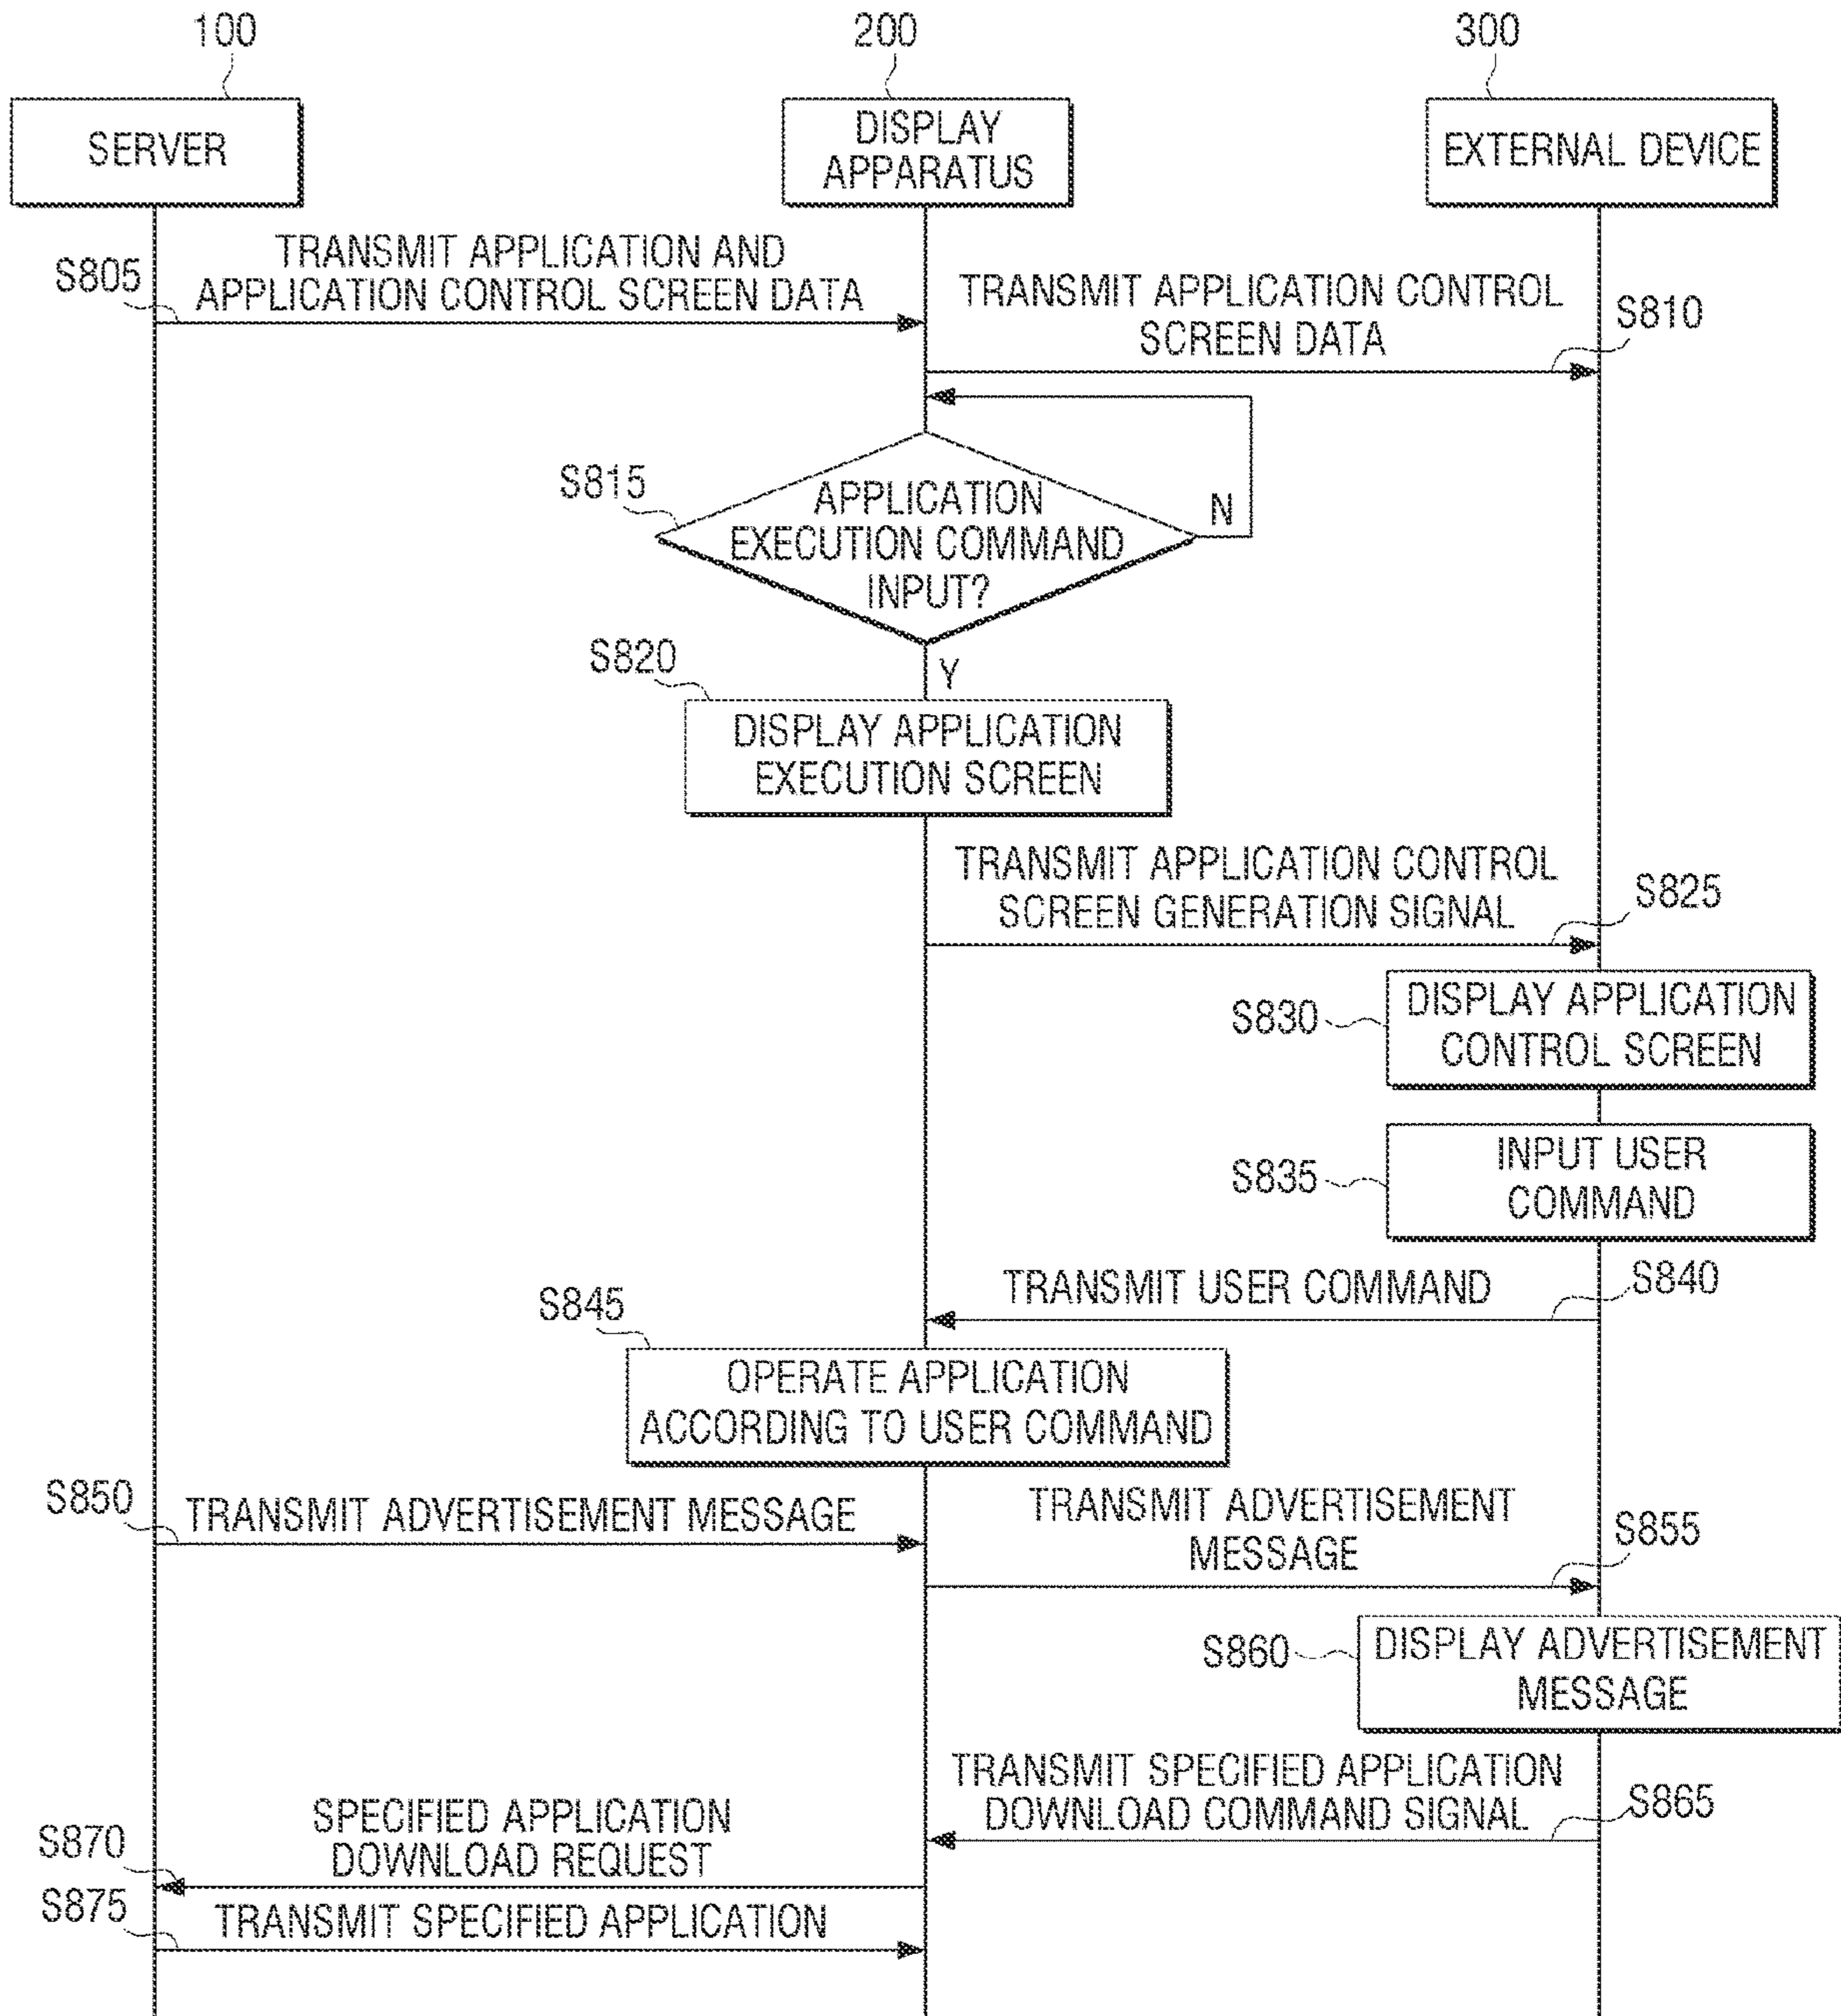 100
200
300
SERVER
DISPLAY
APPARATUS
EXTERNAL DEVICE
S805
TRANSMIT APPLICATION AND
APPLICATION CONTROL SCREEN DATA
TRANSMIT APPLICATION CONTROL
SCREEN DATA
S810
S815
APPLICATION
EXECUTION COMMAND
INPUT?
N
Y
S820
DISPLAY APPLICATION
EXECUTION SCREEN
TRANSMIT APPLICATION CONTROL
SCREEN GENERATION SIGNAL
S825
S830
DISPLAY APPLICATION
CONTROL SCREEN
S835
INPUT USER
COMMAND
TRANSMIT USER COMMAND
S840
S845
OPERATE APPLICATION
ACCORDING TO USER COMMAND
S850
TRANSMIT ADVERTISEMENT MESSAGE
TRANSMIT ADVERTISEMENT
MESSAGE
S855
S860
DISPLAY ADVERTISEMENT
MESSAGE
TRANSMIT SPECIFIED APPLICATION
DOWNLOAD COMMAND SIGNAL
S865
S870
SPECIFIED APPLICATION
DOWNLOAD REQUEST
S875
TRANSMIT SPECIFIED APPLICATION